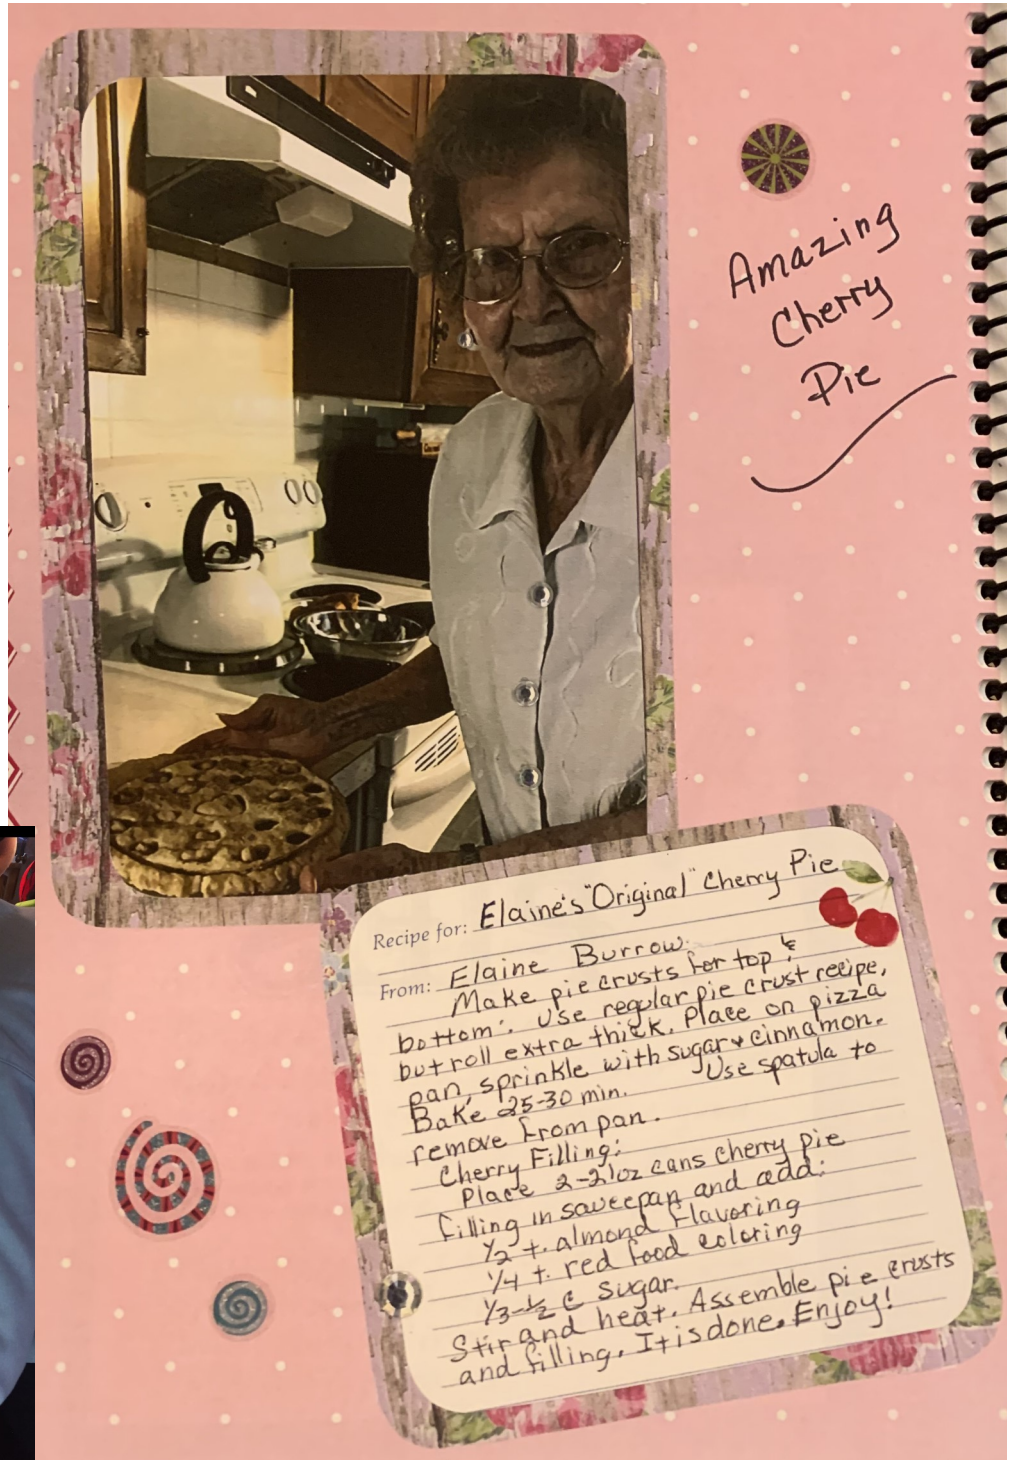 Amazing
Cherry
Pie
Recipe for: Elaine's "Original" Cherry Pie
From: Elaine Burrow
Make pie crusts for top &
bottom. Use regular pie crust recipe,
but roll extra thick. Place on pizza
pan, sprinkle with sugar & cinnamon.
Bake 25-30 min. Use spatula to
remove from pan.
Cherry Filling:
Place 2-21oz cans cherry pie
filling in saucepan and add:
1/2 t. almond flavoring
1/4 t. red food coloring
1/3-1/2 C sugar.
Stir and heat. Assemble pie crusts
and filling. It is done. Enjoy!